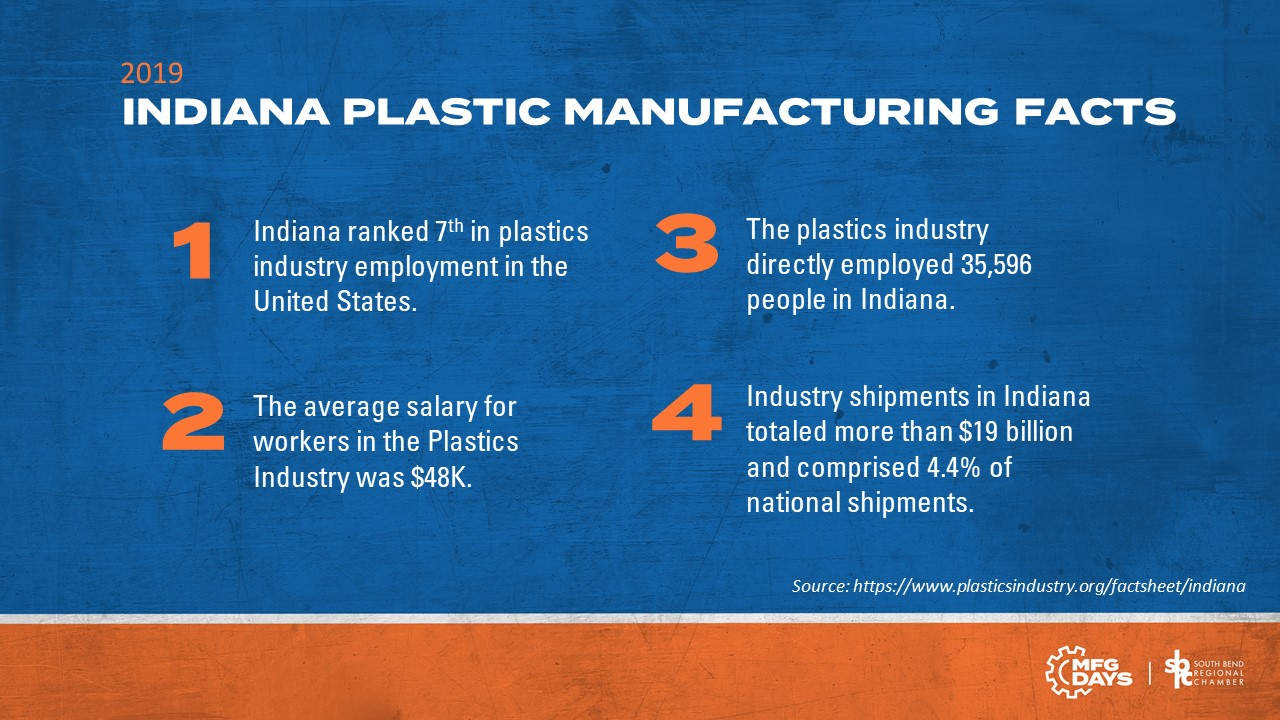 2019
INDIANA PLASTIC MANUFACTURING FACTS
1
Indiana ranked 7th in plastics
industry employment in the
United States.
2
The average salary for
workers in the Plastics
Industry was $48K.
3
The plastics industry
directly employed 35,596
people in Indiana.
4
Industry shipments in Indiana
totaled more than $19 billion
and comprised 4.4% of
national shipments.
Source: https://www.plasticsindustry.org/factsheet/indiana
MFG
DAYS
sbrc
SOUTH BEND
REGIONAL
CHAMBER